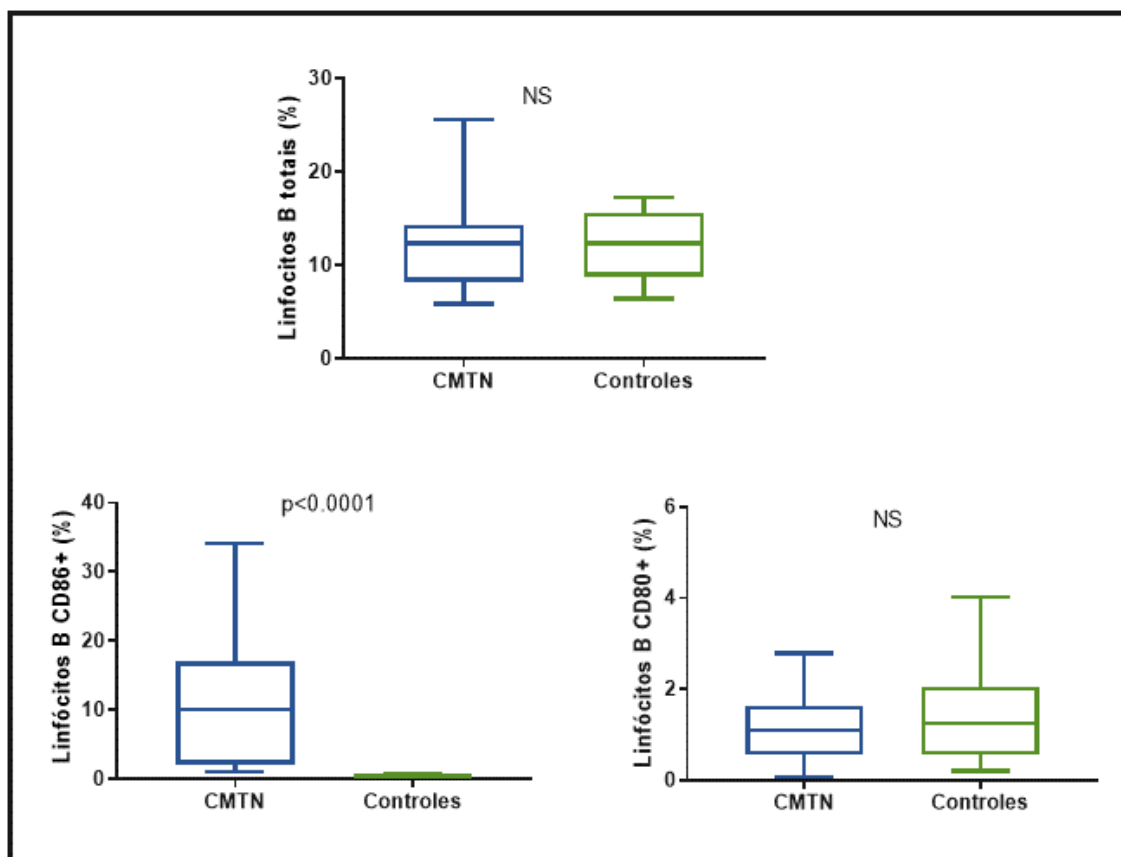 Linfocitos B totais (%)
30
20
10
0
NS
CMTN
Controles
Linfócitos B CD86+ (%)
40
30
20
10
0
p<0.0001
CMTN
Controles
Linfócitos B CD80+ (%)
6
4
2
0
NS
CMTN
Controles